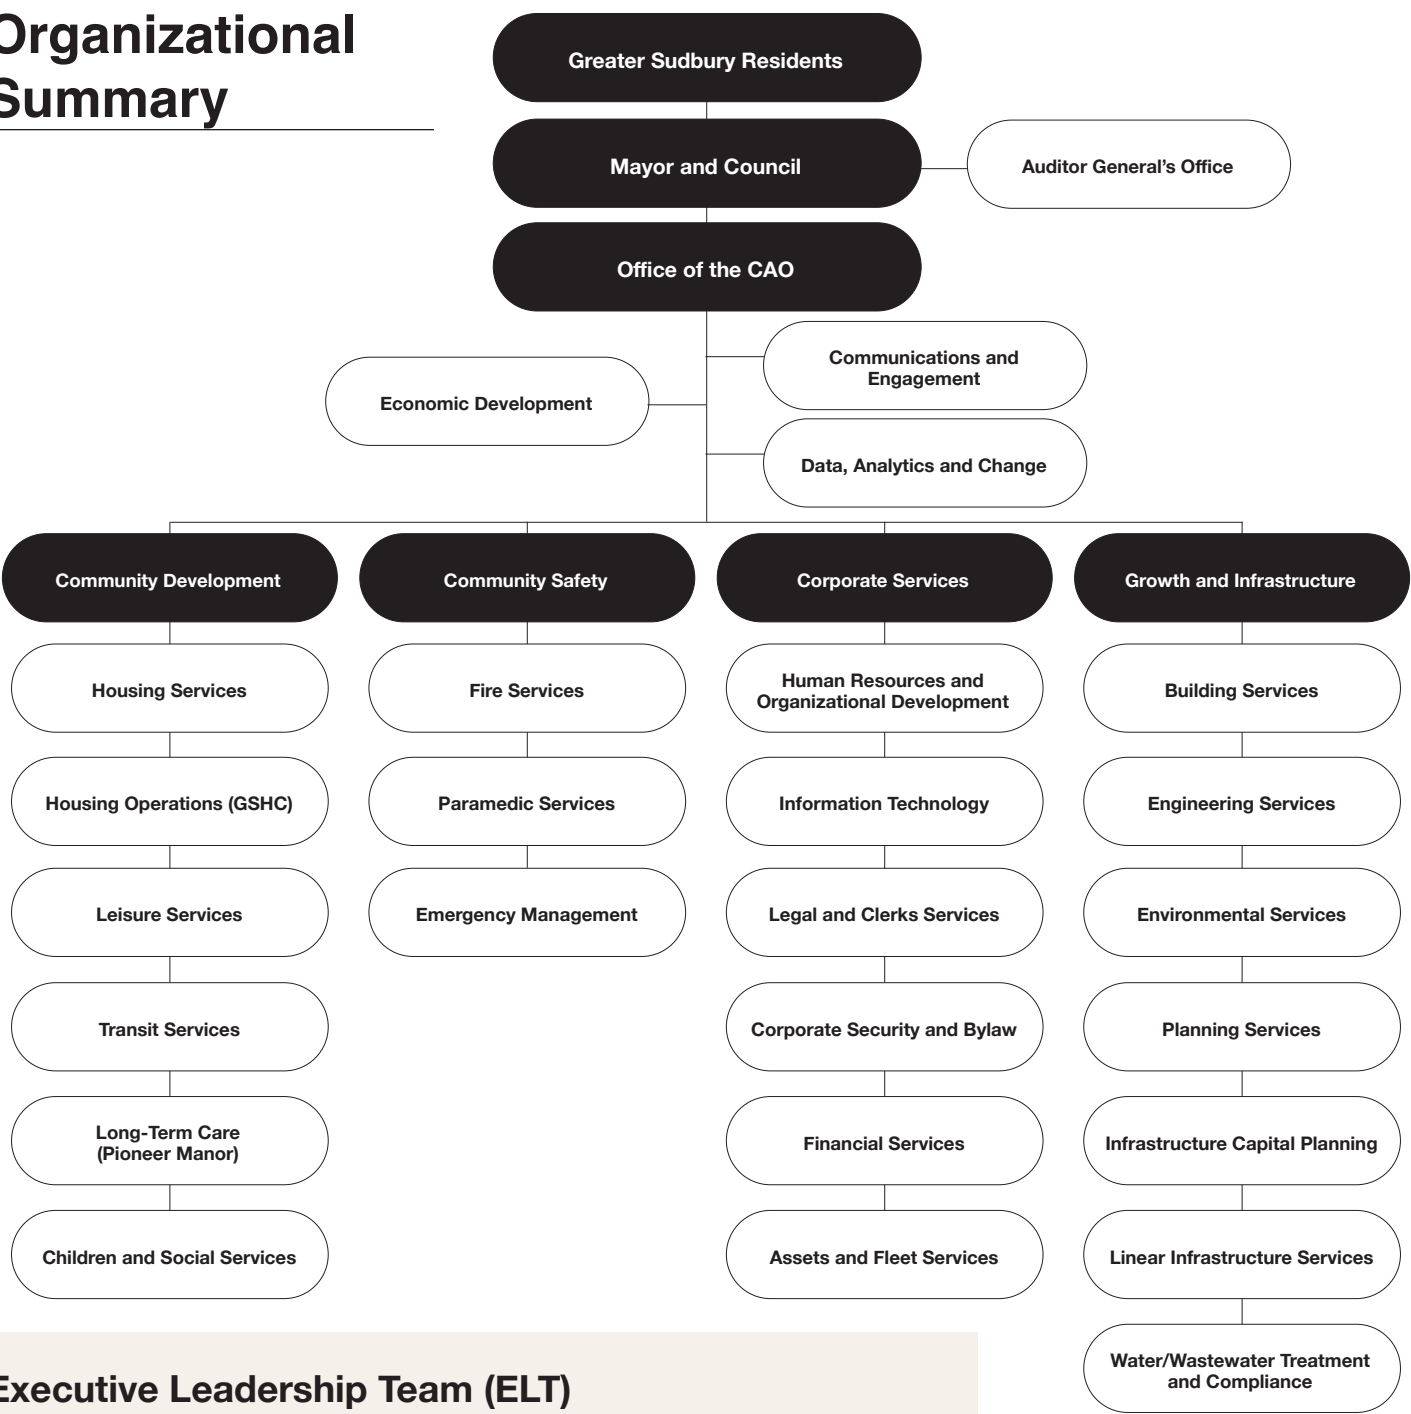 Organizational
Summary
Greater Sudbury Residents
Mayor and Council
Auditor General’s Office
Office of the CAO
Communications and
Engagement
Economic Development
Data, Analytics and Change
Community Development
Community Safety
Corporate Services
Growth and Infrastructure
Housing Services
Fire Services
Human Resources and
Organizational Development
Building Services
Housing Operations (GSHC)
Paramedic Services
Information Technology
Engineering Services
Leisure Services
Emergency Management
Legal and Clerks Services
Environmental Services
Transit Services
Corporate Security and Bylaw
Planning Services
Long-Term Care
(Pioneer Manor)
Financial Services
Infrastructure Capital Planning
Children and Social Services
Assets and Fleet Services
Linear Infrastructure Services
Water/Wastewater Treatment
and Compliance
Executive Leadership Team (ELT)